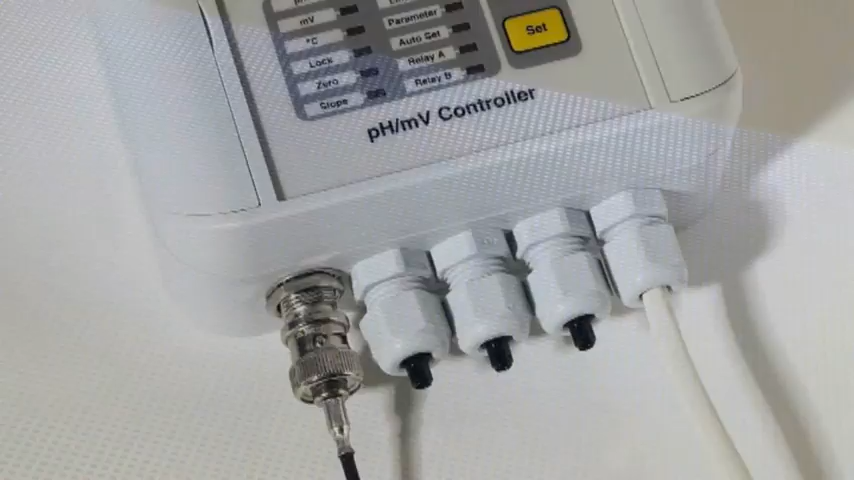 mV
°C
Lock
Zero
Slope
Parameter
Auto Set
Relay A
Relay B
Set
pH/mV Controller